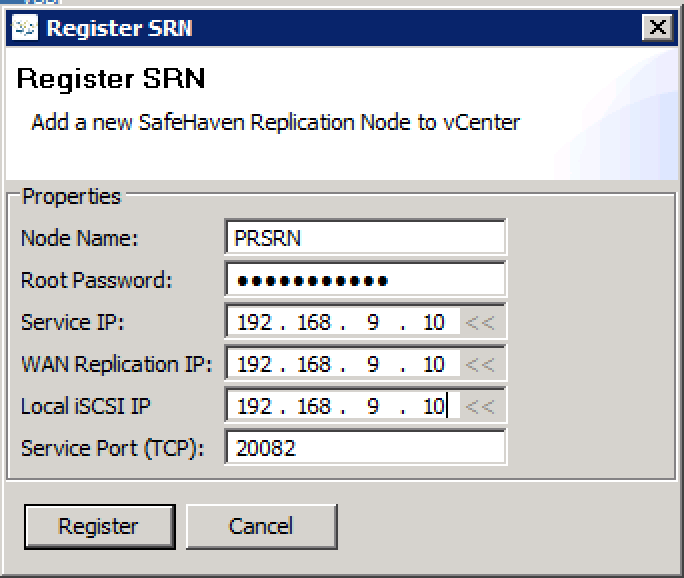 Register SRN
Register SRN
Add a new SafeHaven Replication Node to vCenter
Properties
Node Name: PRSRN
Root Password: ●●●●●●●●●●●
Service IP: 192 . 168 . 9 . 10 <<
WAN Replication IP: 192 . 168 . 9 . 10 <<
Local iSCSI IP 192 . 168 . 9 . 10 <<
Service Port (TCP): 20082
Register Cancel